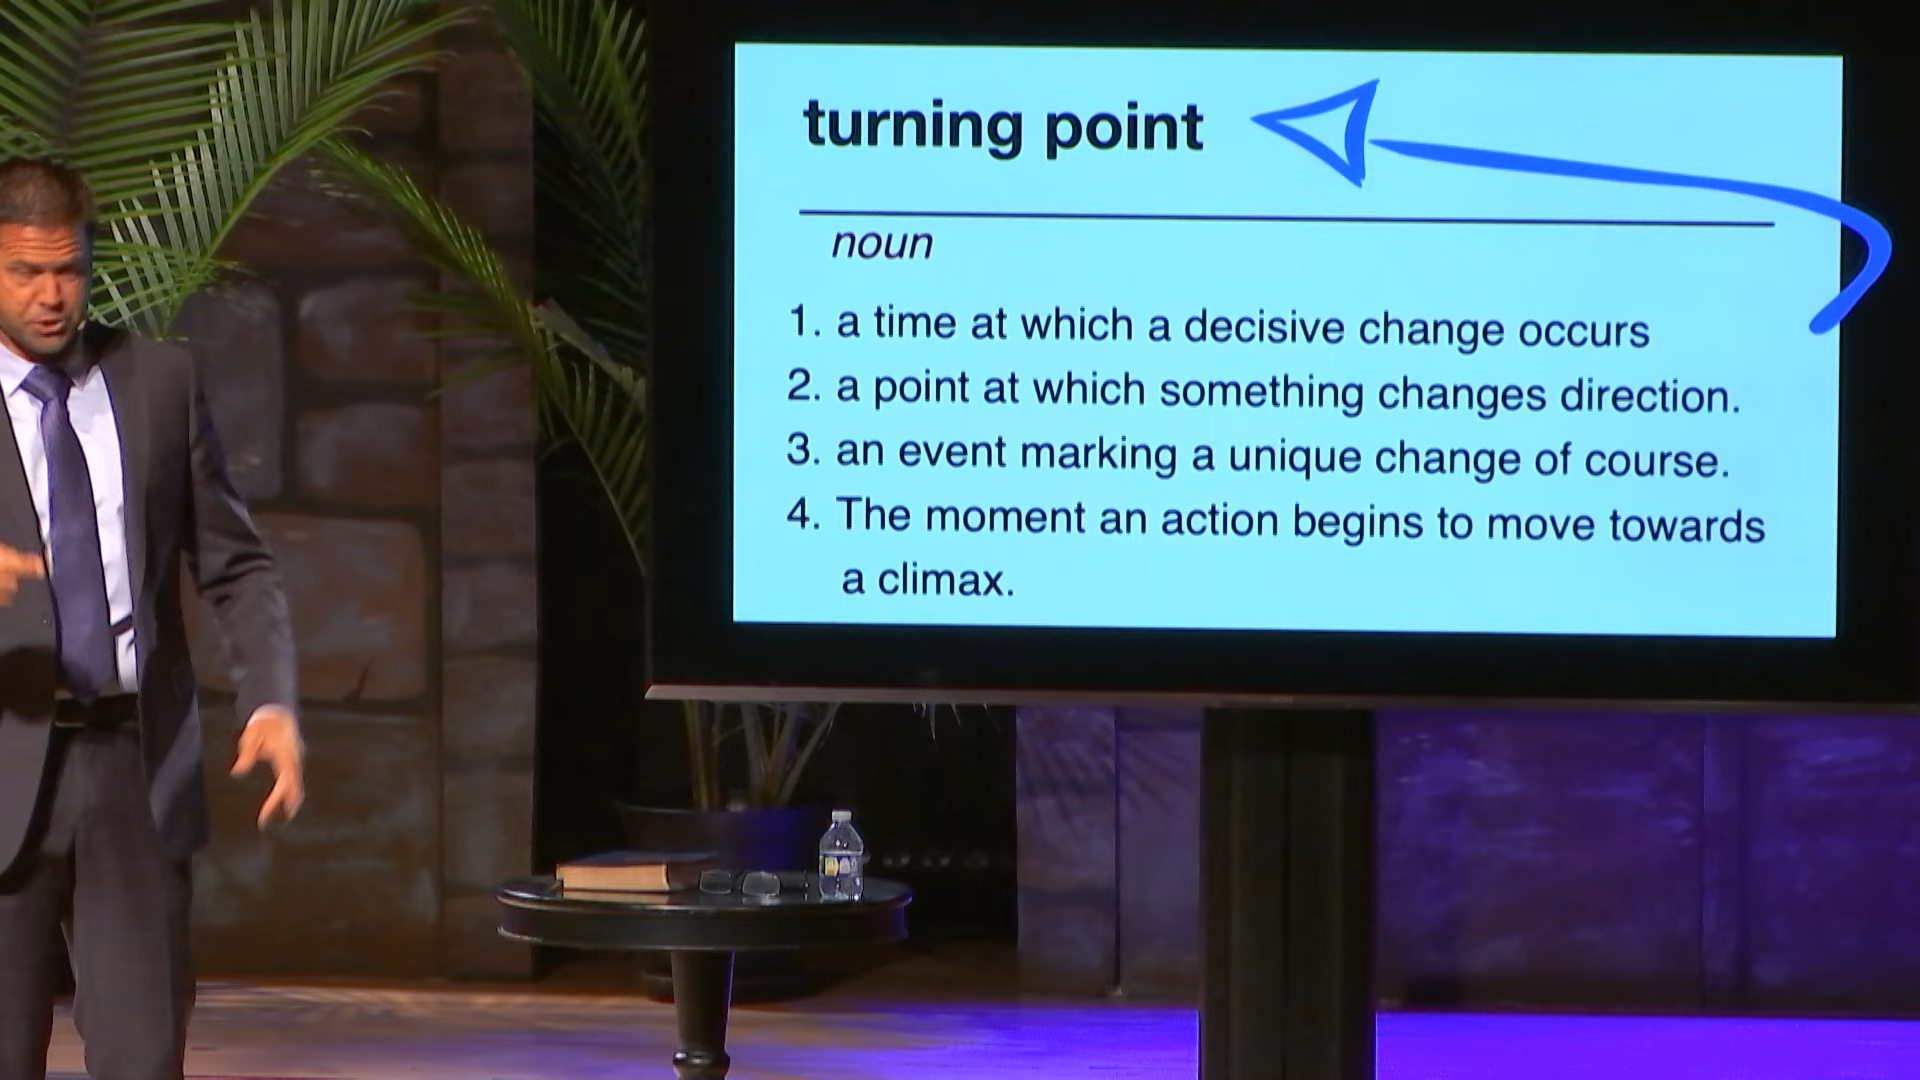 turning point
noun
1. a time at which a decisive change occurs
2. a point at which something changes direction.
3. an event marking a unique change of course.
4. The moment an action begins to move towards
a climax.